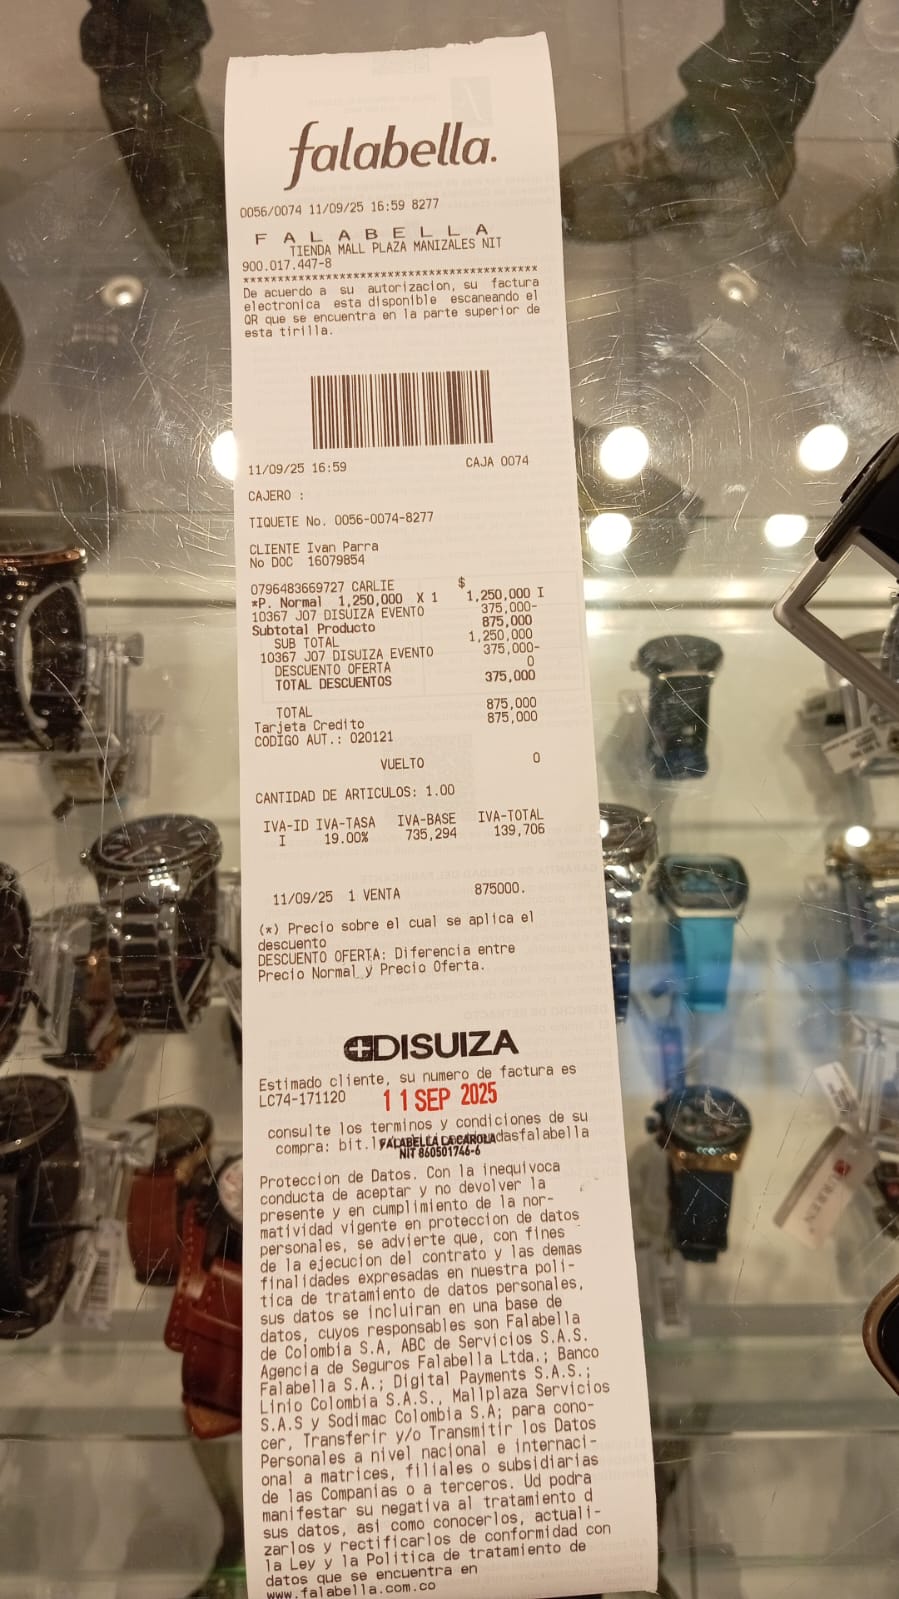 falabella.
0056/0074 11/09/25 16:59 8277
F A L A B E L L A
TIENDA MALL PLAZA MANIZALES NIT
900.017.447-8
******************************************
De acuerdo a su autorizacion, su factura
electronica esta disponible escaneando el
QR que se encuentra en la parte superior de
esta tirilla.
11/09/25 16:59 CAJA 0074
CAJERO :
TIQUETE No. 0056-0074-8277
CLIENTE Ivan Parra
No DOC 16079854
0796483669727 CARLIE $
*P. Normal 1,250,000 X 1 1,250,000 I
10367 J07 DISUIZA EVENTO 375,000-
Subtotal Producto 875,000
SUB TOTAL 1,250,000
10367 J07 DISUIZA EVENTO 375,000-
DESCUENTO OFERTA 0
TOTAL DESCUENTOS 375,000
TOTAL 875,000
Tarjeta Credito 875,000
CODIGO AUT.: 020121
VUELTO 0
CANTIDAD DE ARTICULOS: 1.00
IVA-ID IVA-TASA IVA-BASE IVA-TOTAL
I 19.00% 735,294 139,706
11/09/25 1 VENTA 875000.
(*) Precio sobre el cual se aplica el
descuento
DESCUENTO OFERTA: Diferencia entre
Precio Normal y Precio Oferta.
DISUIZA
Estimado cliente, su numero de factura es
LC74-171120 11 SEP 2025
consulte los terminos y condiciones de su
compra: bit.l dasfalabella
FALABELLA LA CAROLA
NIT 860501746-6
Proteccion de Datos. Con la inequivoca
conducta de aceptar y no devolver la
presente y en cumplimiento de la nor-
matividad vigente en proteccion de datos
personales, se advierte que, con fines
de la ejecucion del contrato y las demas
finalidades expresadas en nuestra poli-
tica de tratamiento de datos personales,
sus datos se incluiran en una base de
datos, cuyos responsables son Falabella
de Colombia S.A, ABC de Servicios S.A.S.
Agencia de Seguros Falabella Ltda.; Banco
Falabella S.A.; Digital Payments S.A.S.;
Linio Colombia S.A.S., Mallplaza Servicios
S.A.S y Sodimac Colombia S.A; para cono-
cer, Transferir y/o Transmitir los Datos
Personales a nivel nacional e internaci-
onal a matrices, filiales o subsidiarias
de las Companias o a terceros. Ud podra
manifestar su negativa al tratamiento d
sus datos, asi como conocerlos, actuali-
zarlos y rectificarlos de conformidad con
la Ley y la Politica de tratamiento de
datos que se encuentra en
www.falabella.com.co